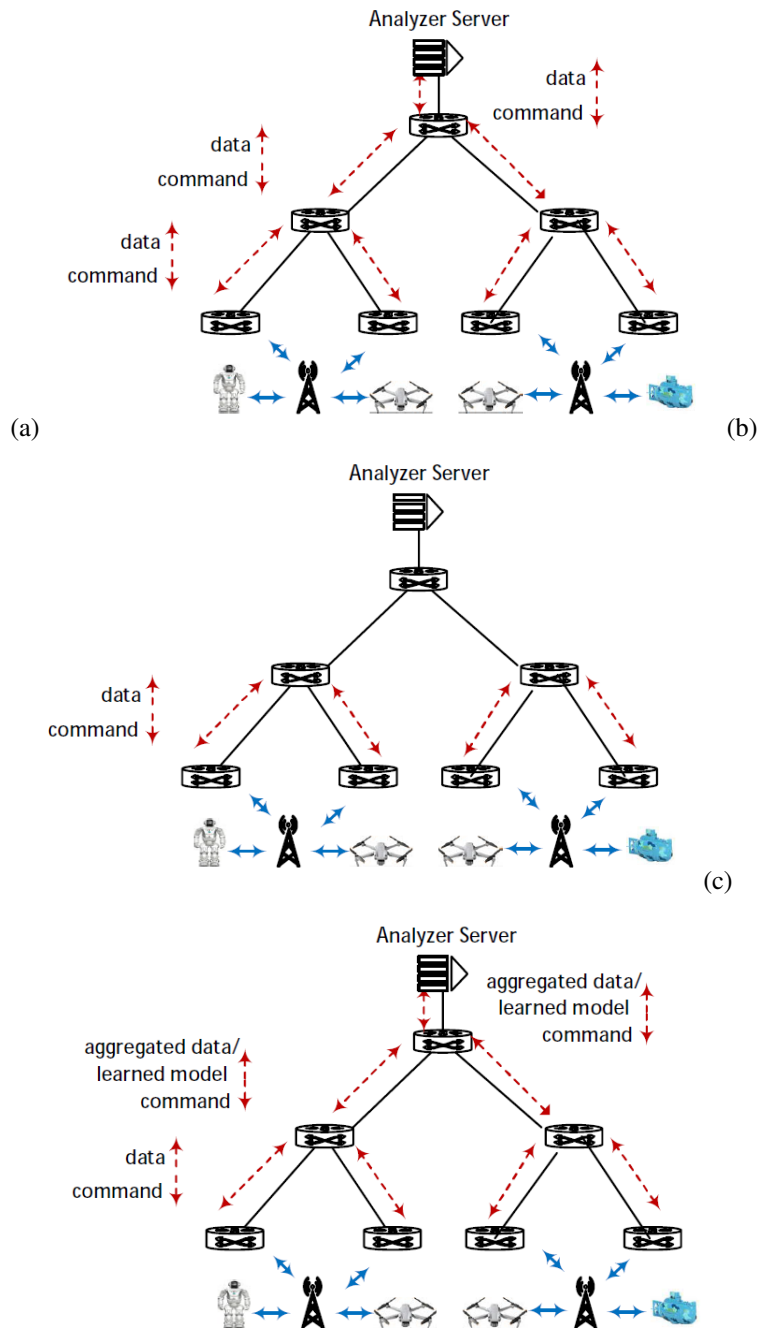 Analyzer Server
data
command
data
command
data
command
(a)
(b)
Analyzer Server
data
command
(c)
Analyzer Server
aggregated data/
learned model
command
aggregated data/
learned model
command
data
command